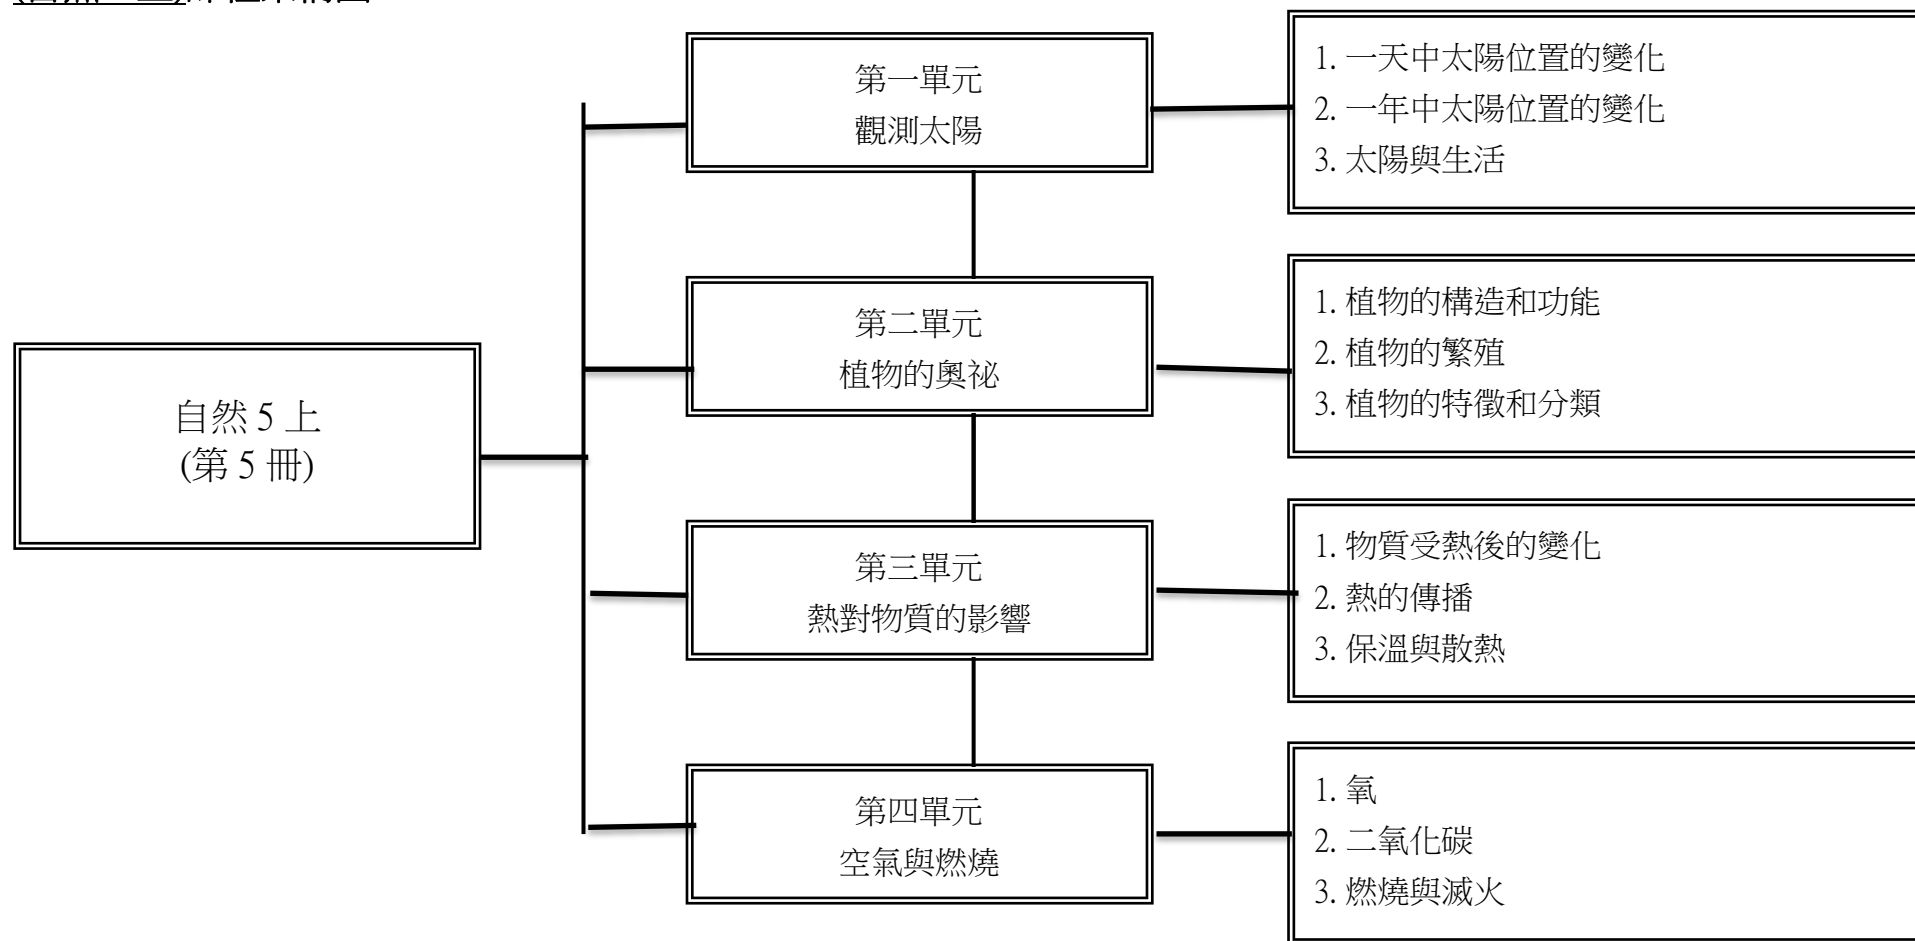 自然 5 上
(第 5 冊)
第一單元
觀測太陽
1. 一天中太陽位置的變化
2. 一年中太陽位置的變化
3. 太陽與生活
第二單元
植物的奧祕
1. 植物的構造和功能
2. 植物的繁殖
3. 植物的特徵和分類
第三單元
熱對物質的影響
1. 物質受熱後的變化
2. 熱的傳播
3. 保溫與散熱
第四單元
空氣與燃燒
1. 氧
2. 二氧化碳
3. 燃燒與滅火